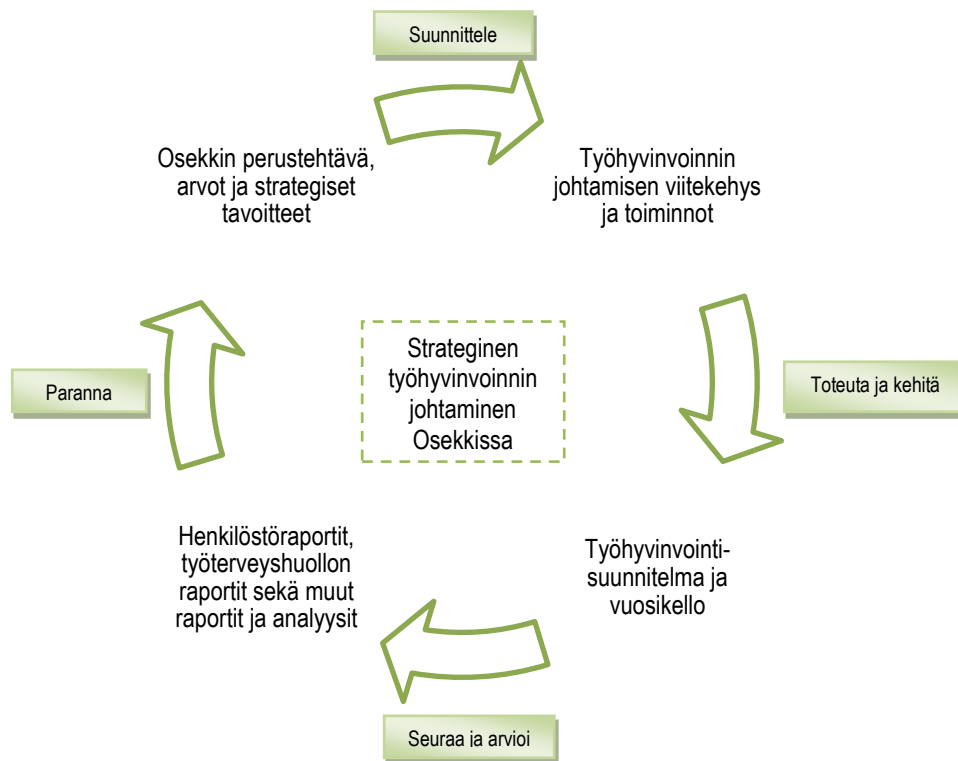 Suunnittele
Osekkin perustehtävä,
arvot ja strategiset
tavoitteet
Työhyvinvoinnin
johtamisen viitekehys
ja toiminnot
Paranna
Strateginen
työhyvinvoinnin
johtaminen
Osekkissa
Toteuta ja kehitä
Henkilöstöraportit,
työterveyshuollon
raportit sekä muut
raportit ja analyysit
Työhyvinvointi-
suunnitelma ja
vuosikello
Seuraa ja arvioi